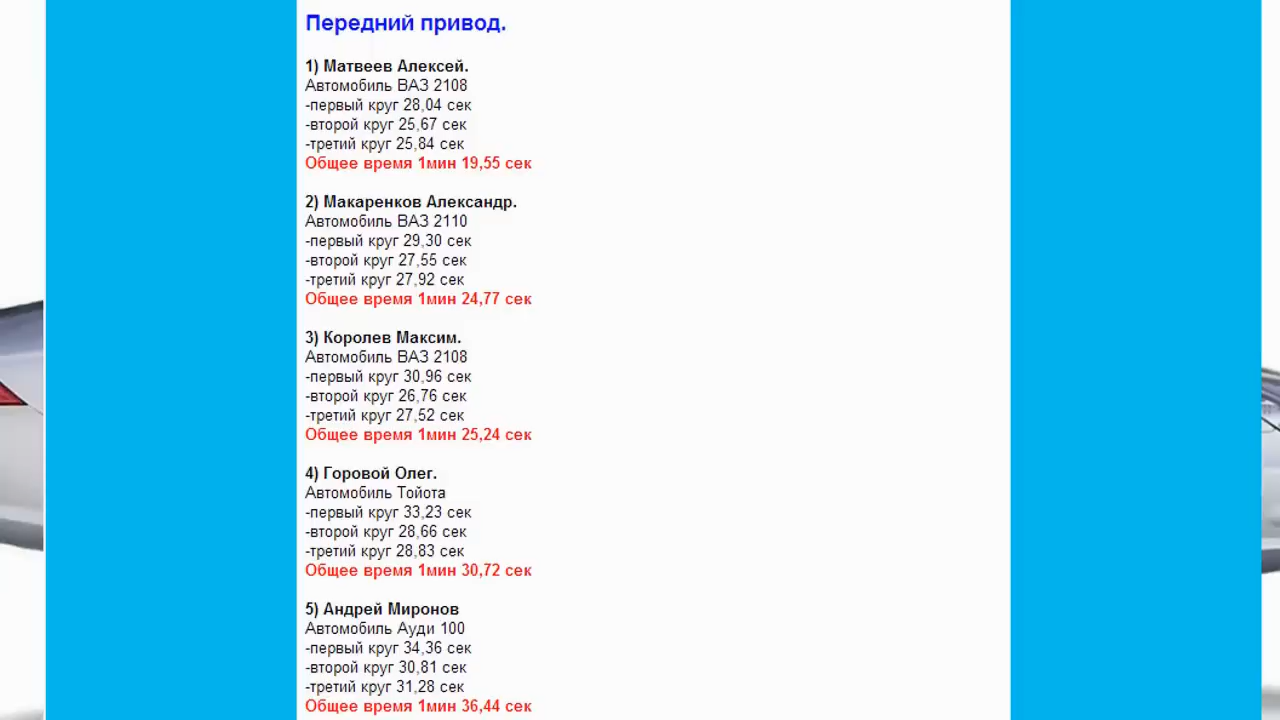 Передний привод.
1) Матвеев Алексей.
Автомобиль ВАЗ 2108
-первый круг 28,04 сек
-второй круг 25,67 сек
-третий круг 25,84 сек
Общее время 1мин 19,55 сек
2) Макаренков Александр.
Автомобиль ВАЗ 2110
-первый круг 29,30 сек
-второй круг 27,55 сек
-третий круг 27,92 сек
Общее время 1мин 24,77 сек
3) Королев Максим.
Автомобиль ВАЗ 2108
-первый круг 30,96 сек
-второй круг 26,76 сек
-третий круг 27,52 сек
Общее время 1мин 25,24 сек
4) Горовой Олег.
Автомобиль Тойота
-первый круг 33,23 сек
-второй круг 28,66 сек
-третий круг 28,83 сек
Общее время 1мин 30,72 сек
5) Андрей Миронов
Автомобиль Ауди 100
-первый круг 34,36 сек
-второй круг 30,81 сек
-третий круг 31,28 сек
Общее время 1мин 36,44 сек